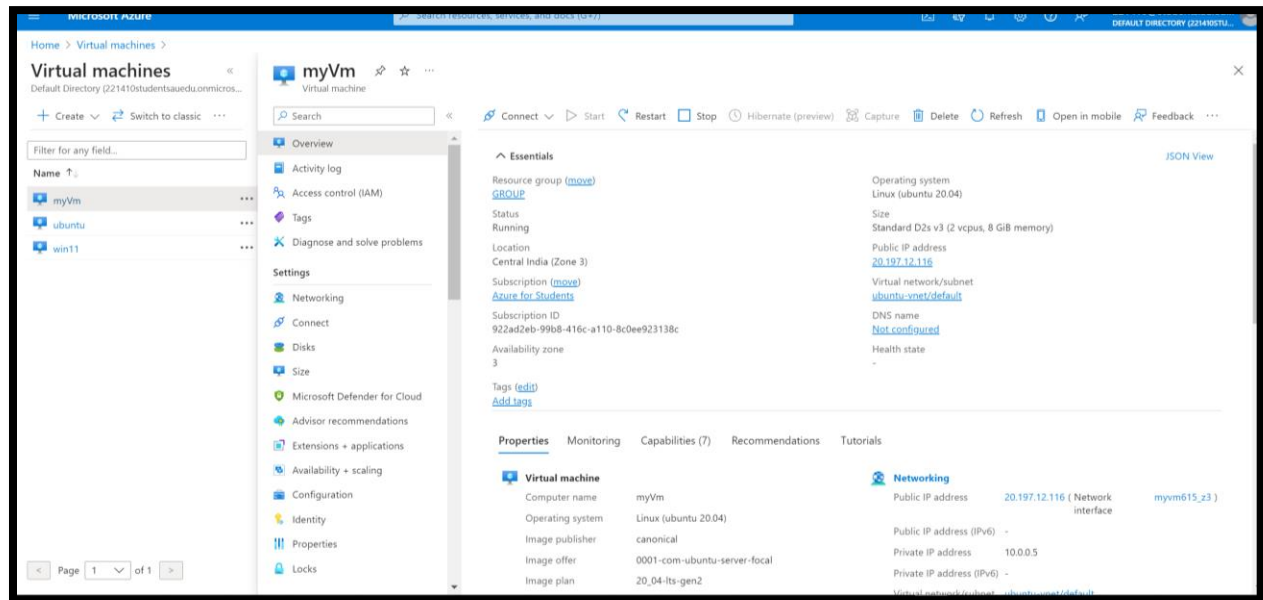 Microsoft Azure
Search resources, services, and docs (G+/)
DEFAULT DIRECTORY (221410STU...
Home > Virtual machines >
Virtual machines
Default Directory (221410studentsauedu.onmicros...
Create
Switch to classic
Filter for any field...
Name
myVm
ubuntu
win11
Page 1 of 1
myVm
Virtual machine
Search
Overview
Activity log
Access control (IAM)
Tags
Diagnose and solve problems
Settings
Networking
Connect
Disks
Size
Microsoft Defender for Cloud
Advisor recommendations
Extensions + applications
Availability + scaling
Configuration
Identity
Properties
Locks
Connect Start Restart Stop Hibernate (preview) Capture Delete Refresh Open in mobile Feedback
Essentials
JSON View
Resource group (move)
GROUP
Status
Running
Location
Central India (Zone 3)
Subscription (move)
Azure for Students
Subscription ID
922ad2eb-99b8-416c-a110-8c0ee923138c
Availability zone
3
Tags (edit)
Add tags
Operating system
Linux (ubuntu 20.04)
Size
Standard D2s v3 (2 vcpus, 8 GiB memory)
Public IP address
20.197.12.116
Virtual network/subnet
ubuntu-vnet/default
DNS name
Not configured
Health state
-
Properties Monitoring Capabilities (7) Recommendations Tutorials
Virtual machine
Computer name myVm
Operating system Linux (ubuntu 20.04)
Image publisher canonical
Image offer 0001-com-ubuntu-server-focal
Image plan 20_04-lts-gen2
Networking
Public IP address 20.197.12.116 ( Network interface myvm615_z3 )
Public IP address (IPv6) -
Private IP address 10.0.0.5
Private IP address (IPv6) -
Virtual network/subnet ubuntu-vnet/default